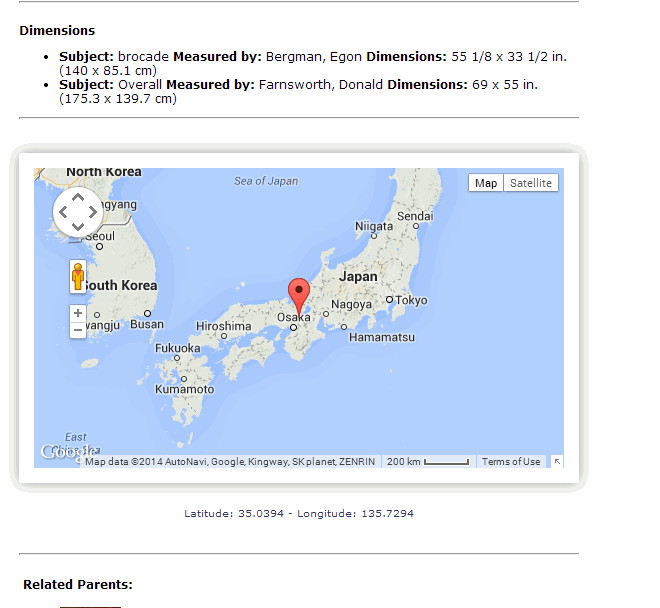 Dimensions
Subject: brocade Measured by: Bergman, Egon Dimensions: 55 1/8 x 33 1/2 in.
(140 x 85.1 cm)
Subject: Overall Measured by: Farnsworth, Donald Dimensions: 69 x 55 in.
(175.3 x 139.7 cm)
North Korea
Sea of Japan
Map Satellite
gyang
Sendai
Niigata
Seoul
Japan
South Korea
Nagoya
Tokyo
Osaka
wangju
Busan
Hiroshima
Hamamatsu
Fukuoka
Kumamoto
East
China Sea
Google
Map data ©2014 AutoNavi, Google, Kingway, SK planet, ZENRIN
200 km
Terms of Use
Latitude: 35.0394 - Longitude: 135.7294
Related Parents: